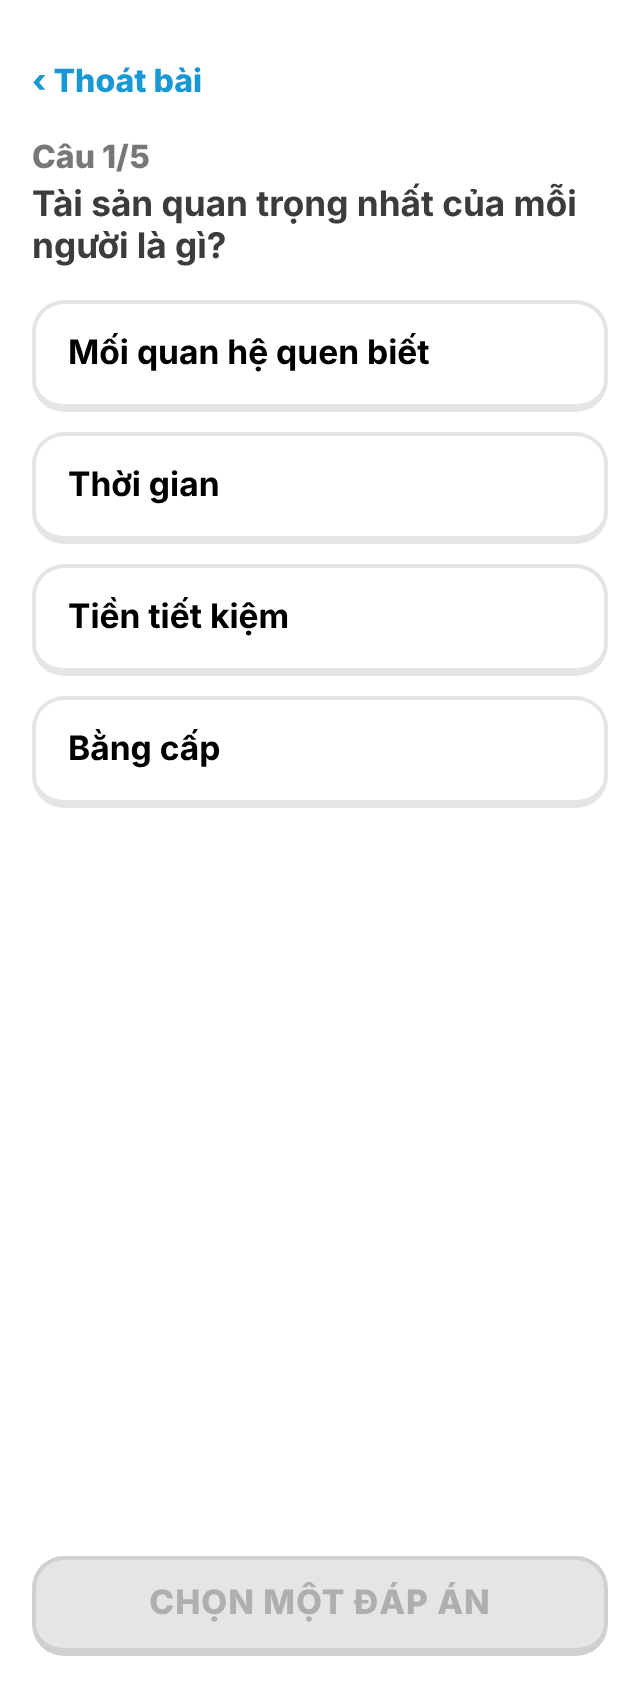 ‹ Thoát bài
Câu 1/5
Tài sản quan trọng nhất của mỗi
người là gì?
Mối quan hệ quen biết
Thời gian
Tiền tiết kiệm
Bằng cấp
CHỌN MỘT ĐÁP ÁN